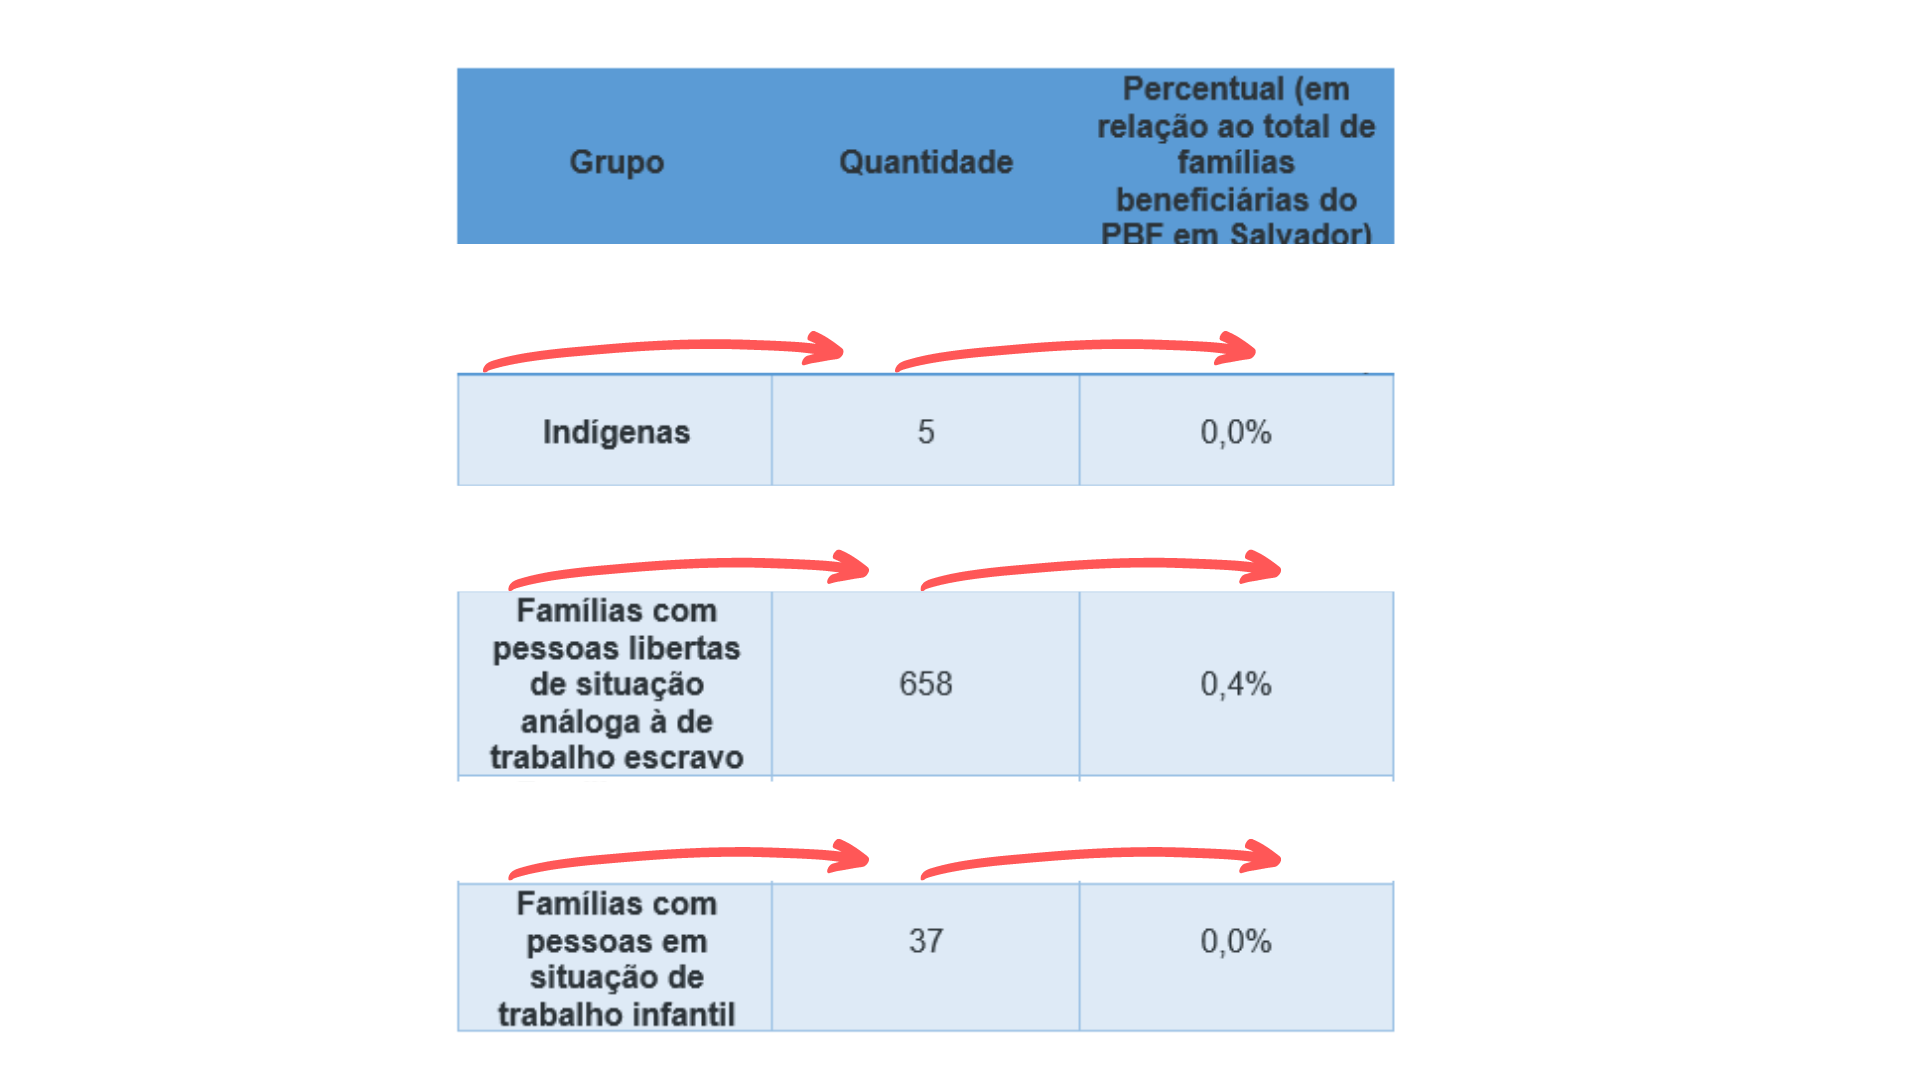 Grupo
Quantidade
Percentual (em
relação ao total de
famílias
beneficiárias do
PBF em Salvador)
Indígenas
5
0,0%
Famílias com
pessoas libertas
de situação
análoga à de
trabalho escravo
658
0,4%
Famílias com
pessoas em
situação de
trabalho infantil
37
0,0%